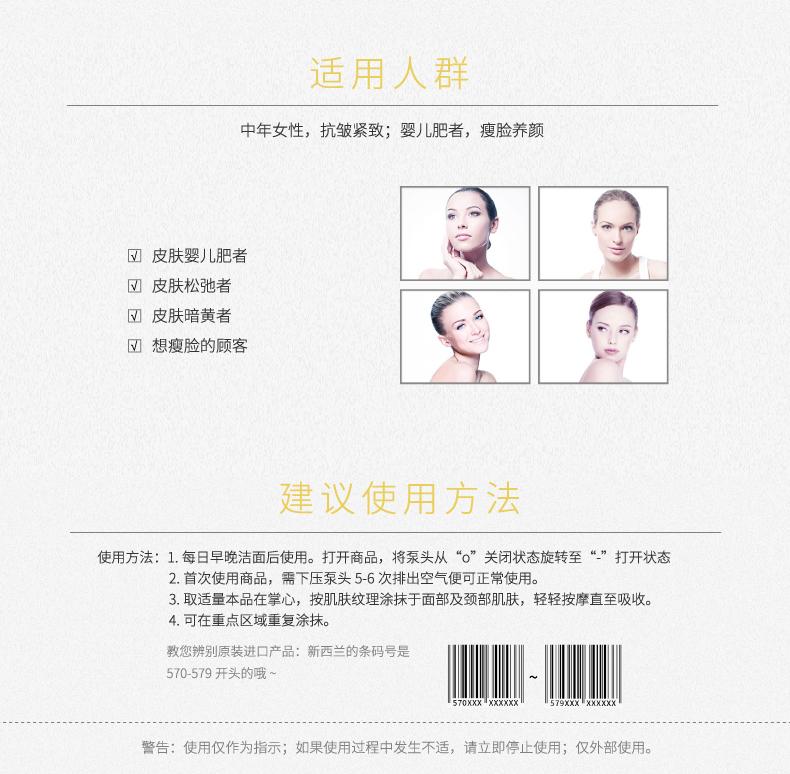 适用人群
中年女性，抗皱紧致；婴儿肥者，瘦脸养颜
皮肤婴儿肥者
皮肤松弛者
皮肤暗黄者
想瘦脸的顾客
建议使用方法
使用方法：1. 每日早晚洁面后使用。打开商品，将泵头从“o”关闭状态旋转至“-”打开状态
2. 首次使用商品，需下压泵头 5-6 次排出空气便可正常使用。
3. 取适量本品在掌心，按肌肤纹理涂抹于面部及颈部肌肤，轻轻按摩直至吸收。
4. 可在重点区域重复涂抹。
教您辨别原装进口产品：新西兰的条码号是
570-579 开头的哦 ~
570XXX XXXXXX ~ 579XXX XXXXXX
警告：使用仅作为指示；如果使用过程中发生不适，请立即停止使用；仅外部使用。